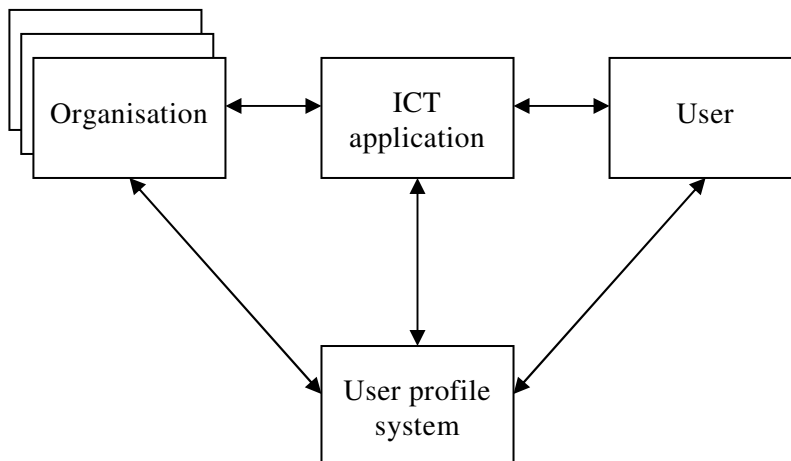 Organisation
ICT
application
User
User profile
system